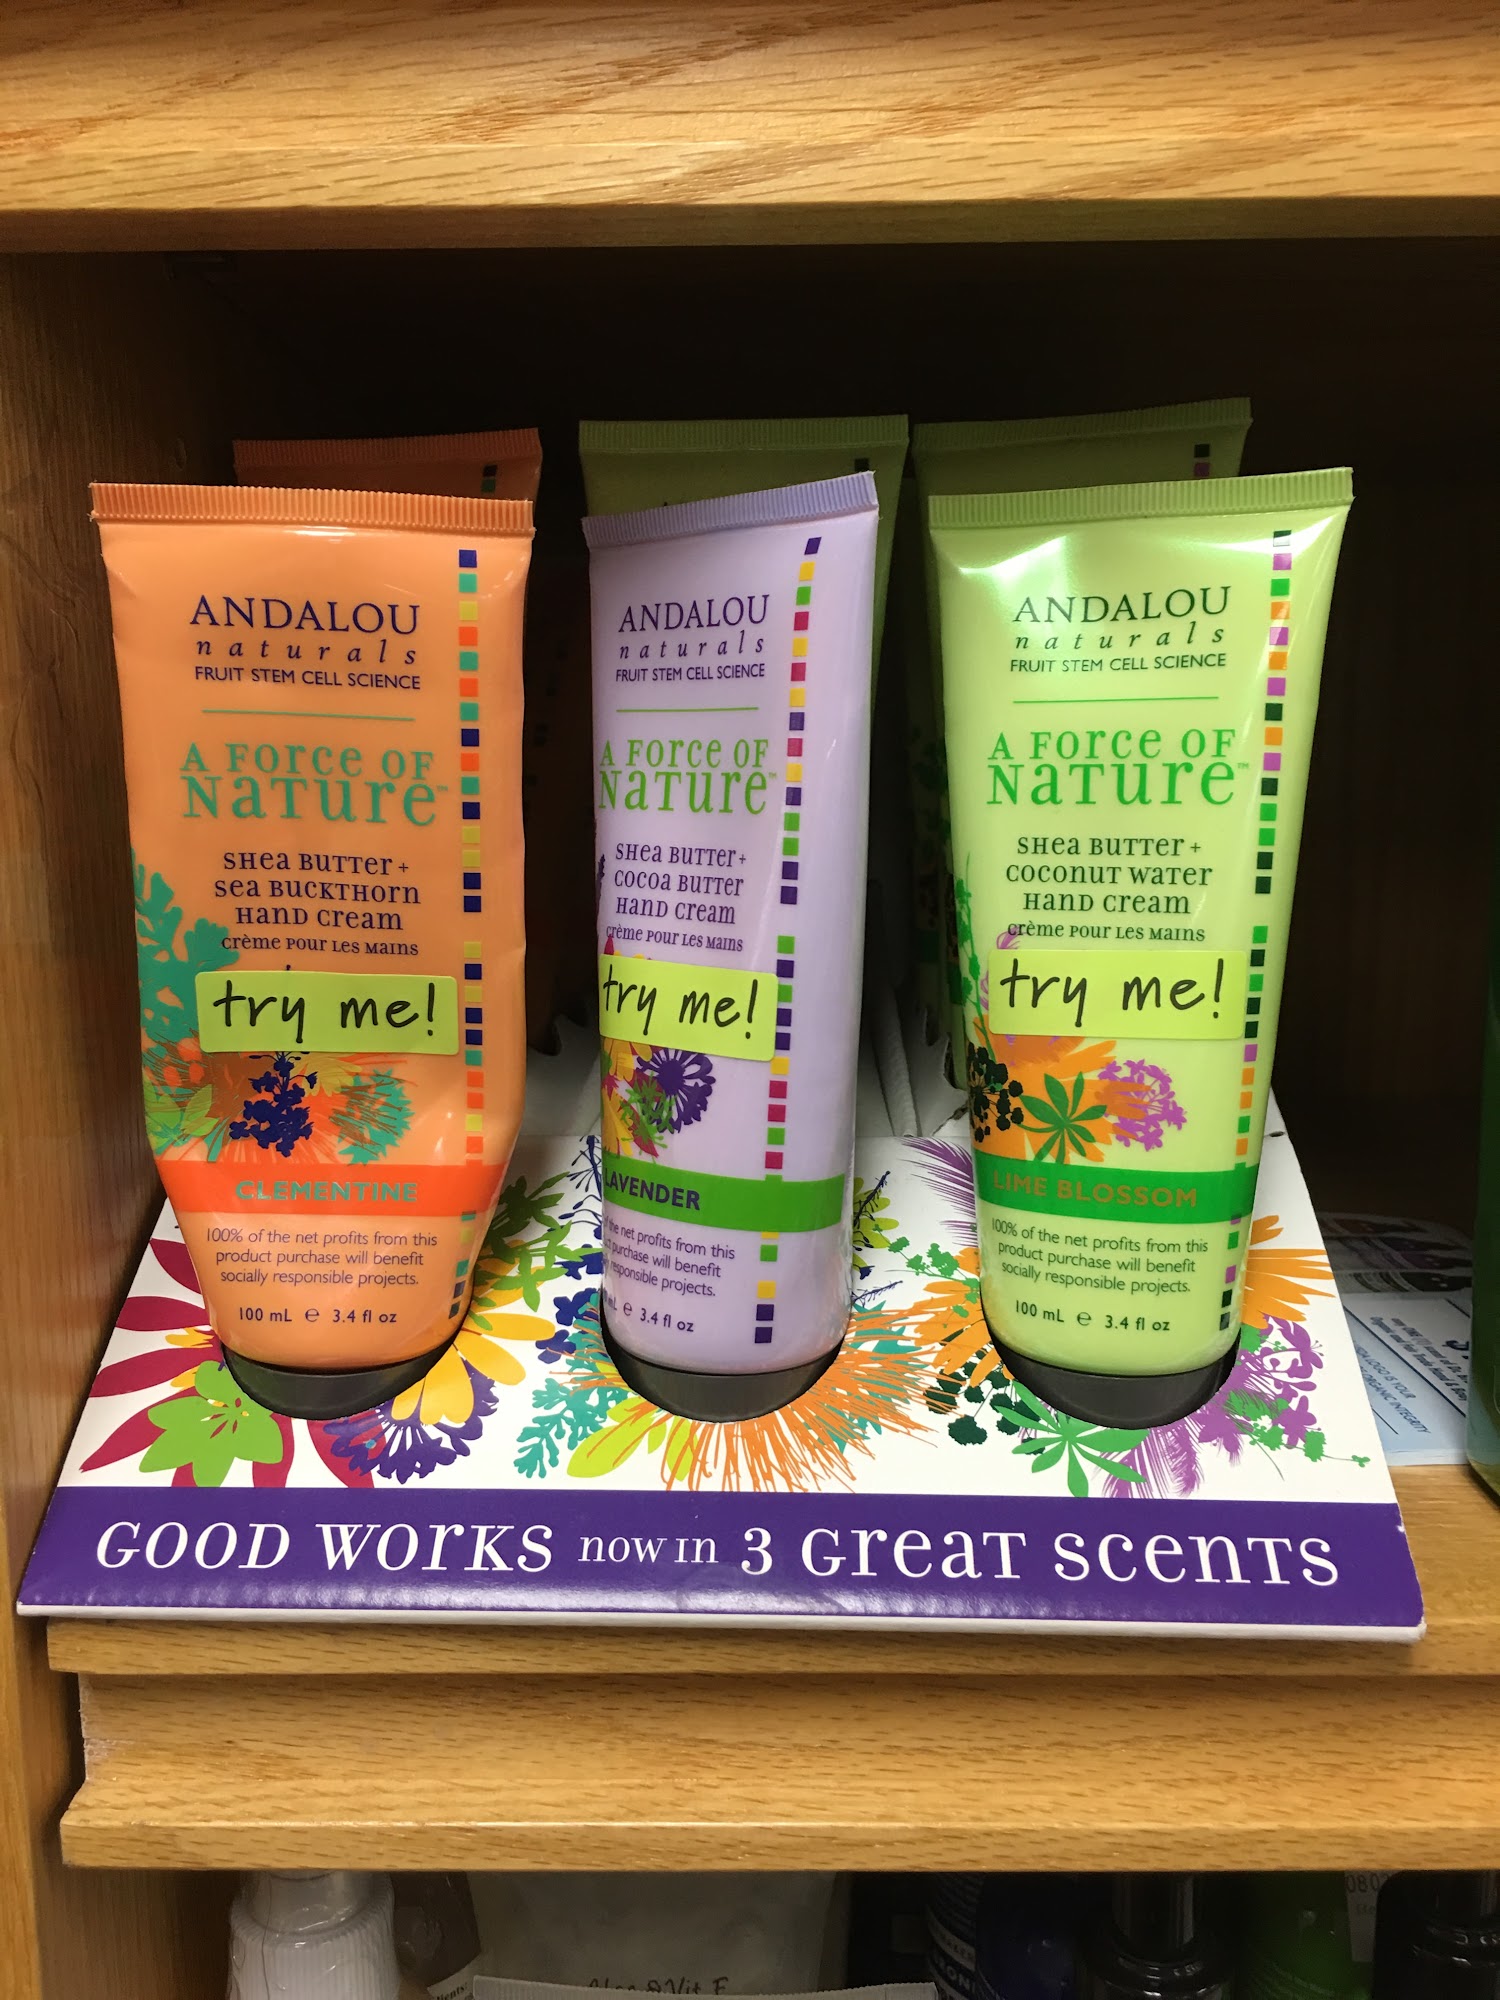 ANDALOU
naturals
FRUIT STEM CELL SCIENCE
A FORCE OF
NATURE™
SHEA BUTTER +
SEA BUCKTHORN
HAND CREAM
CRÈME POUR LES MAINS
try me!
CLEMENTINE
100% of the net profits from this
product purchase will benefit
socially responsible projects.
100 mL e 3.4 fl oz
ANDALOU
naturals
FRUIT STEM CELL SCIENCE
A FORCE OF
NATURE™
SHEA BUTTER +
COCOA BUTTER
HAND CREAM
crème POUR LES MAINS
try me!
LAVENDER
the net profits from this
purchase will benefit
responsible projects.
e 3.4 fl oz
ANDALOU
naturals
FRUIT STEM CELL SCIENCE
A FORCE OF
NATURE™
SHEA BUTTER +
COCONUT WATER
HAND CREAM
CRÈME POUR LES MAINS
try me!
LIME BLOSSOM
100% of the net profits from this
product purchase will benefit
socially responsible projects.
100 mL e 3.4 fl oz
GOOD WORKS NOW IN 3 GREAT SCENTS